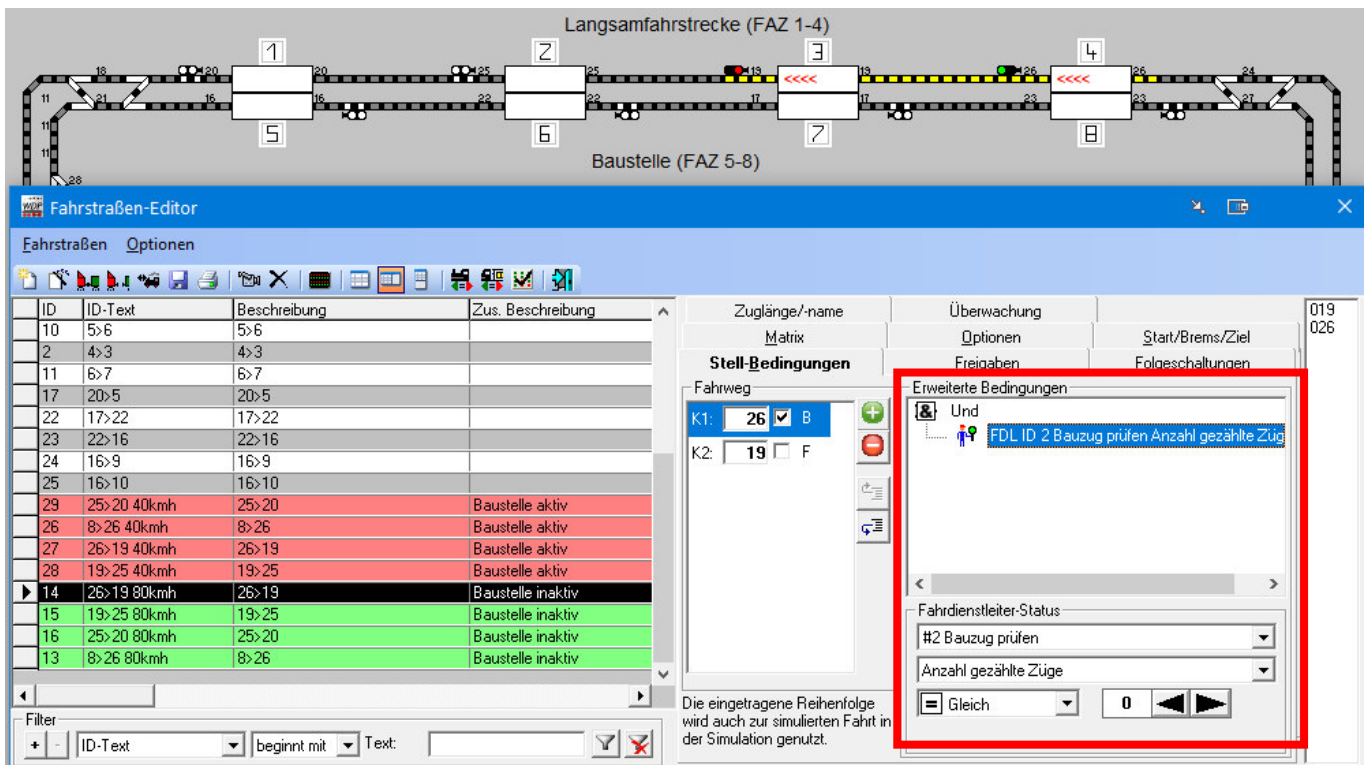 Langsamfahrstrecke (FAZ 1-4)
1 2 3 4
18 20 20 25 25 19 19 26 26 24
<<<< <<<<
11 21 16 16 22 22 17 17 23 23 27
5 6 7 8
11
11
28
Baustelle (FAZ 5-8)
WDP Fahrstraßen-Editor
Fahrstraßen Optionen
ID ID-Text Beschreibung Zus. Beschreibung
10 5>6 5>6
2 4>3 4>3
11 6>7 6>7
17 20>5 20>5
22 17>22 17>22
23 22>16 22>16
24 16>9 16>9
25 16>10 16>10
29 25>20 40kmh 25>20 Baustelle aktiv
26 8>26 40kmh 8>26 Baustelle aktiv
27 26>19 40kmh 26>19 Baustelle aktiv
28 19>25 40kmh 19>25 Baustelle aktiv
14 26>19 80kmh 26>19 Baustelle inaktiv
15 19>25 80kmh 19>25 Baustelle inaktiv
16 25>20 80kmh 25>20 Baustelle inaktiv
13 8>26 80kmh 8>26 Baustelle inaktiv
Filter
+ - ID-Text beginnt mit Text:
Zuglänge/-name Überwachung
Matrix Optionen Start/Brems/Ziel
Stell-Bedingungen Freigaben Folgeschaltungen
Fahrweg
K1: 26 B
K2: 19 F
Die eingetragene Reihenfolge
wird auch zur simulierten Fahrt in
der Simulation genutzt.
Erweiterte Bedingungen
& Und
FDL ID 2 Bauzug prüfen Anzahl gezählte Züg
Fahrdienstleiter-Status
#2 Bauzug prüfen
Anzahl gezählte Züge
= Gleich 0
019
026